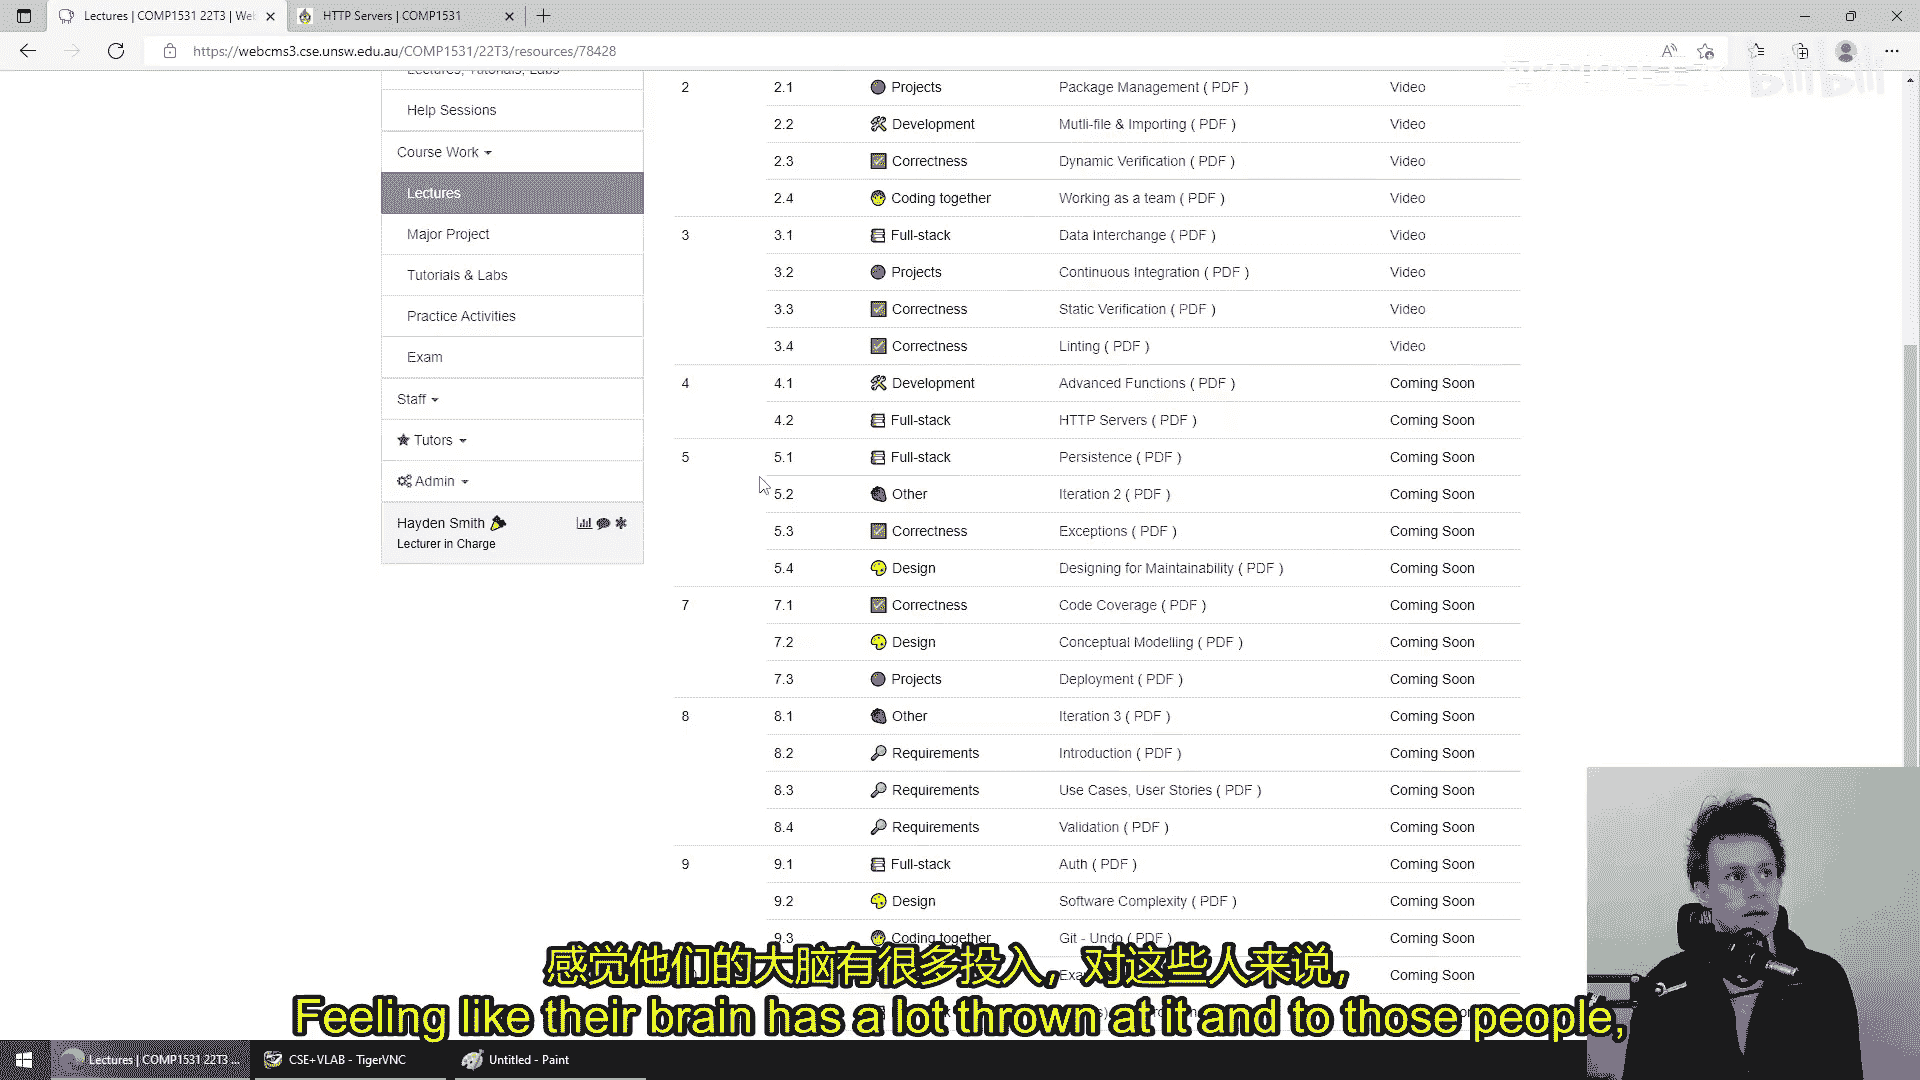 Lectures | COMP1531 22T3 | Web
HTTP Servers | COMP1531
https://webcms3.cse.unsw.edu.au/COMP1531/22T3/resources/78428
Lectures, Tutorials, Labs
Help Sessions
Course Work
Lectures
Major Project
Tutorials & Labs
Practice Activities
Exam
Staff
Tutors
Admin
Hayden Smith
Lecturer in Charge
2 2.1 Projects Package Management ( PDF ) Video
2.2 Development Mutli-file & Importing ( PDF ) Video
2.3 Correctness Dynamic Verification ( PDF ) Video
2.4 Coding together Working as a team ( PDF ) Video
3 3.1 Full-stack Data Interchange ( PDF ) Video
3.2 Projects Continuous Integration ( PDF ) Video
3.3 Correctness Static Verification ( PDF ) Video
3.4 Correctness Linting ( PDF ) Video
4 4.1 Development Advanced Functions ( PDF ) Coming Soon
4.2 Full-stack HTTP Servers ( PDF ) Coming Soon
5 5.1 Full-stack Persistence ( PDF ) Coming Soon
5.2 Other Iteration 2 ( PDF ) Coming Soon
5.3 Correctness Exceptions ( PDF ) Coming Soon
5.4 Design Designing for Maintainability ( PDF ) Coming Soon
7 7.1 Correctness Code Coverage ( PDF ) Coming Soon
7.2 Design Conceptual Modelling ( PDF ) Coming Soon
7.3 Projects Deployment ( PDF ) Coming Soon
8 8.1 Other Iteration 3 ( PDF ) Coming Soon
8.2 Requirements Introduction ( PDF ) Coming Soon
8.3 Requirements Use Cases, User Stories ( PDF ) Coming Soon
8.4 Requirements Validation ( PDF ) Coming Soon
9 9.1 Full-stack Auth ( PDF ) Coming Soon
9.2 Design Software Complexity ( PDF ) Coming Soon
9.3 Coding together Git - Undo ( PDF ) Coming Soon
Coming Soon
感觉他们的大脑有很多投入，对这些人来说，
Feeling like their brain has a lot thrown at it and to those people,
Lectures | COMP1531 22T3 ...
CSE+VLAB - TigerVNC
Untitled - Paint